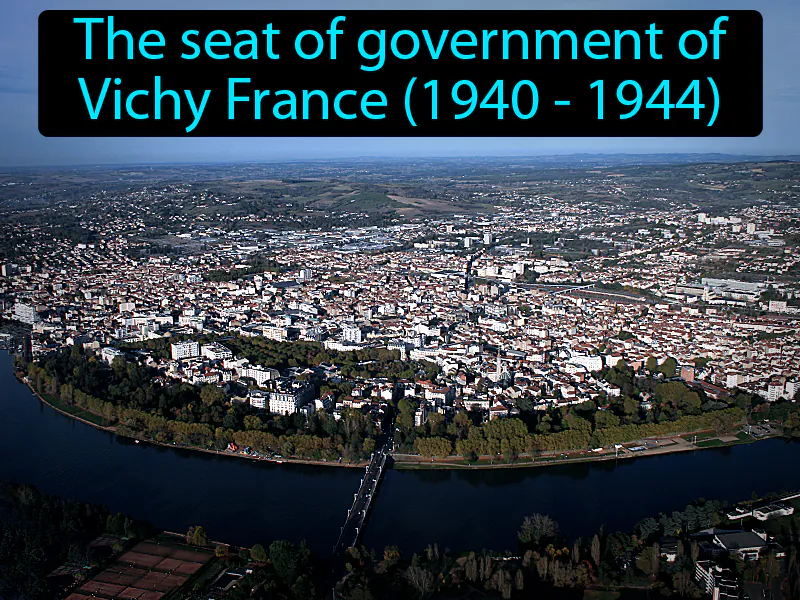 The seat of government of
Vichy France (1940 - 1944)